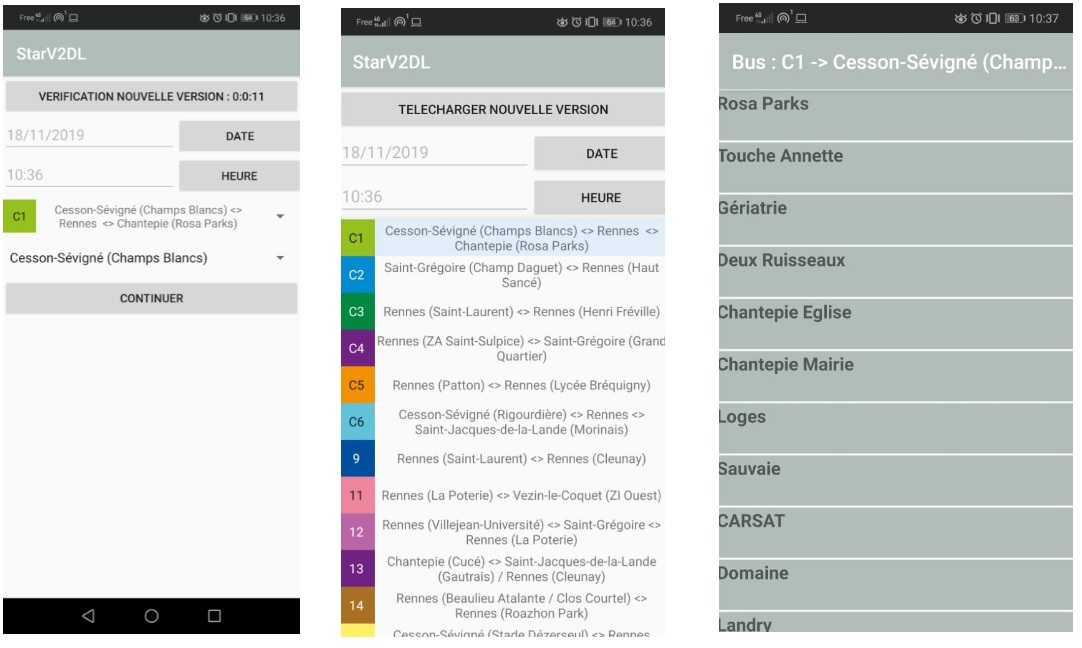 Free 4G 1 64 10:36
StarV2DL
VERIFICATION NOUVELLE VERSION : 0:0:11
18/11/2019
DATE
10:36
HEURE
C1
Cesson-Sévigné (Champs Blancs) <>
Rennes <> Chantepie (Rosa Parks)
Cesson-Sévigné (Champs Blancs)
CONTINUER
Free 4G 1 64 10:36
StarV2DL
TELECHARGER NOUVELLE VERSION
18/11/2019
DATE
10:36
HEURE
C1
Cesson-Sévigné (Champs Blancs) <> Rennes <>
Chantepie (Rosa Parks)
C2
Saint-Grégoire (Champ Daguet) <> Rennes (Haut
Sancé)
C3
Rennes (Saint-Laurent) <> Rennes (Henri Fréville)
C4
Rennes (ZA Saint-Sulpice) <> Saint-Grégoire (Grand
Quartier)
C5
Rennes (Patton) <> Rennes (Lycée Bréquigny)
C6
Cesson-Sévigné (Rigourdière) <> Rennes <>
Saint-Jacques-de-la-Lande (Morinais)
9
Rennes (Saint-Laurent) <> Rennes (Cleunay)
11
Rennes (La Poterie) <> Vezin-le-Coquet (ZI Ouest)
12
Rennes (Villejean-Université) <> Saint-Grégoire <>
Rennes (La Poterie)
13
Chantepie (Cucé) <> Saint-Jacques-de-la-Lande
(Gautrais) / Rennes (Cleunay)
14
Rennes (Beaulieu Atalante / Clos Courtel) <>
Rennes (Roazhon Park)
Cesson-Sévigné (Stade Dézerseul) <> Rennes
Free 4G 1 63 10:37
Bus : C1 -> Cesson-Sévigné (Champ...
Rosa Parks
Touche Annette
Gériatrie
Deux Ruisseaux
Chantepie Eglise
Chantepie Mairie
Loges
Sauvaie
CARSAT
Domaine
Landry